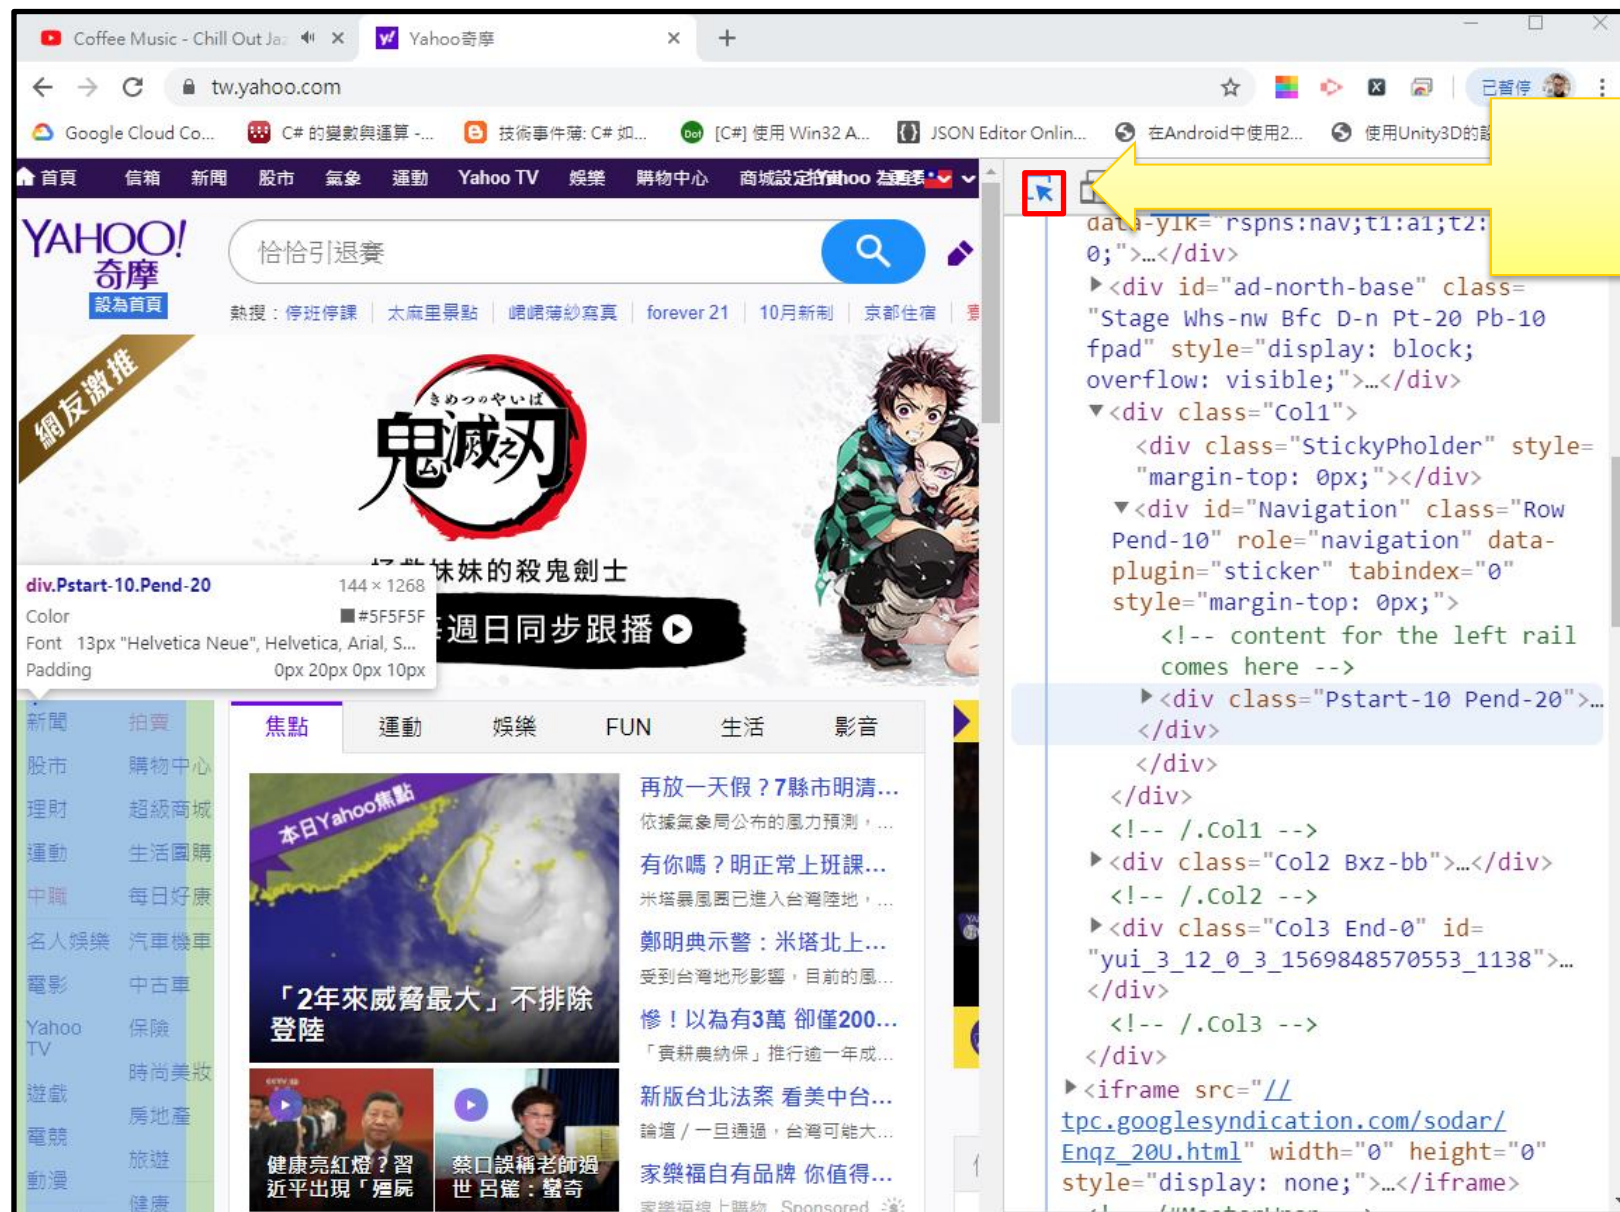 Coffee Music - Chill Out Jaz
Yahoo奇摩
tw.yahoo.com
已暫停
Google Cloud Co...
C# 的變數與運算 -...
技術事件薄: C# 如...
[C#] 使用 Win32 A...
JSON Editor Onlin...
在Android中使用2...
使用Unity3D的
首頁 信箱 新聞 股市 氣象 運動 Yahoo TV 娛樂 購物中心 商城
YAHOO!
奇摩
設為首頁
恰恰引退賽
熱搜：停班停課 太麻里景點 峮峮薄紗寫真 forever 21 10月新制 京都住宿
網友激推
きめつのやいば
鬼滅之刃
妹妹的殺鬼劍士
週日同步跟播
div.Pstart-10.Pend-20 144 × 1268
Color #5F5F5F
Font 13px "Helvetica Neue", Helvetica, Arial, S...
Padding 0px 20px 0px 10px
新聞 拍賣
股市 購物中心
理財 超級商城
運動 生活團購
中職 每日好康
名人娛樂 汽車機車
電影 中古車
Yahoo TV 保險
時尚美妝
遊戲
房地產
電競
旅遊
動漫
健康
焦點 運動 娛樂 FUN 生活 影音
本日Yahoo焦點
「2年來威脅最大」不排除
登陸
健康亮紅燈？習
近平出現「殭屍
蔡口誤稱老師過
世 呂駡：蠻奇
再放一天假？7縣市明清...
依據氣象局公布的風力預測，...
有你嗎？明正常上班課...
米塔暴風圈已進入台灣陸地，...
鄭明典示警：米塔北上...
受到台灣地形影響，目前的風...
慘！以為有3萬 卻僅200...
「實耕農納保」推行逾一年成...
新版台北法案 看美中台...
論壇／一旦通過，台灣可能大...
家樂福自有品牌 你值得...
家樂福線上購物 Sponsored
data-ylk="rspns:nav;t1:a1;t2:
0;">…</div>
<div id="ad-north-base" class=
"Stage Whs-nw Bfc D-n Pt-20 Pb-10
fpad" style="display: block;
overflow: visible;">…</div>
<div class="Col1">
<div class="StickyPholder" style=
"margin-top: 0px;"></div>
<div id="Navigation" class="Row
Pend-10" role="navigation" data-
plugin="sticker" tabindex="0"
style="margin-top: 0px;">
<!-- content for the left rail
comes here -->
<div class="Pstart-10 Pend-20">…
</div>
</div>
</div>
<!-- /.Col1 -->
<div class="Col2 Bxz-bb">…</div>
<!-- /.Col2 -->
<div class="Col3 End-0" id=
"yui_3_12_0_3_1569848570553_1138">…
</div>
<!-- /.Col3 -->
</div>
<iframe src="//
tpc.googlesyndication.com/sodar/
Enqz_20U.html" width="0" height="0"
style="display: none;">…</iframe>